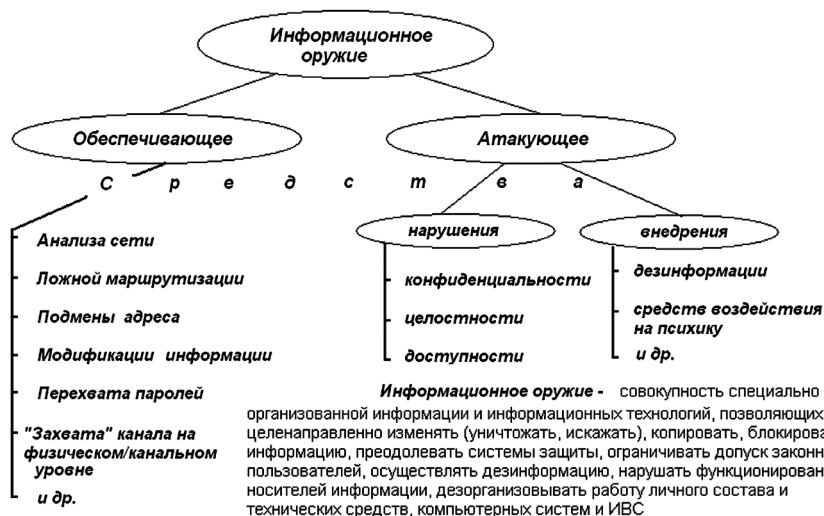 Информационное
оружие
Обеспечивающее
Атакующее
С р е д с т в а
Анализа сети
Ложной маршрутизации
Подмены адреса
Модификации информации
Перехвата паролей
"Захвата" канала на
физическом/канальном
уровне
и др.
нарушения
конфиденциальности
целостности
доступности
внедрения
дезинформации
средств воздействия
на психику
и др.
Информационное оружие - совокупность специально
организованной информации и информационных технологий, позволяющих
целенаправленно изменять (уничтожать, искажать), копировать, блокирова
информацию, преодолевать системы защиты, ограничивать допуск законн
пользователей, осуществлять дезинформацию, нарушать функционирован
носителей информации, дезорганизовывать работу личного состава и
технических средств, компьютерных систем и ИВС